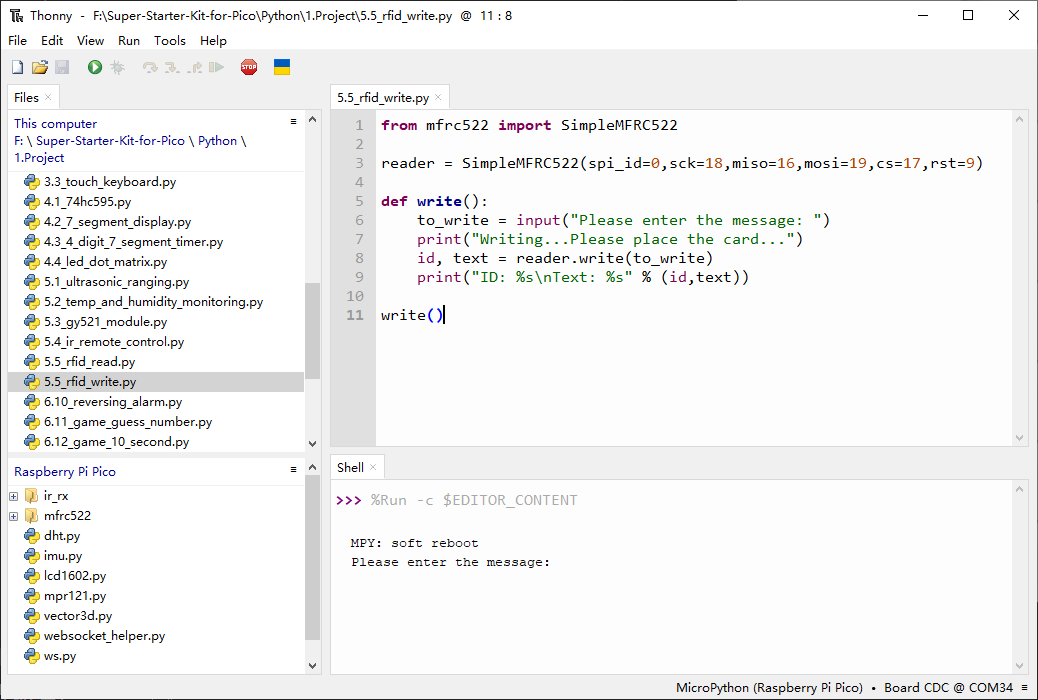 Thonny - F:\Super-Starter-Kit-for-Pico\Python\1.Project\5.5_rfid_write.py @ 11 : 8
File Edit View Run Tools Help
STOP
Files ×
This computer
F: \ Super-Starter-Kit-for-Pico \ Python \
1.Project
3.3_touch_keyboard.py
4.1_74hc595.py
4.2_7_segment_display.py
4.3_4_digit_7_segment_timer.py
4.4_led_dot_matrix.py
5.1_ultrasonic_ranging.py
5.2_temp_and_humidity_monitoring.py
5.3_gy521_module.py
5.4_ir_remote_control.py
5.5_rfid_read.py
5.5_rfid_write.py
6.10_reversing_alarm.py
6.11_game_guess_number.py
6.12_game_10_second.py
Raspberry Pi Pico
ir_rx
mfrc522
dht.py
imu.py
lcd1602.py
mpr121.py
vector3d.py
websocket_helper.py
ws.py
5.5_rfid_write.py ×
1 from mfrc522 import SimpleMFRC522
2
3 reader = SimpleMFRC522(spi_id=0,sck=18,miso=16,mosi=19,cs=17,rst=9)
4
5 def write():
6     to_write = input("Please enter the message: ")
7     print("Writing...Please place the card...")
8     id, text = reader.write(to_write)
9     print("ID: %s\nText: %s" % (id,text))
10
11 write()
Shell ×
>>> %Run -c $EDITOR_CONTENT
MPY: soft reboot
Please enter the message:
MicroPython (Raspberry Pi Pico) • Board CDC @ COM34 ≡